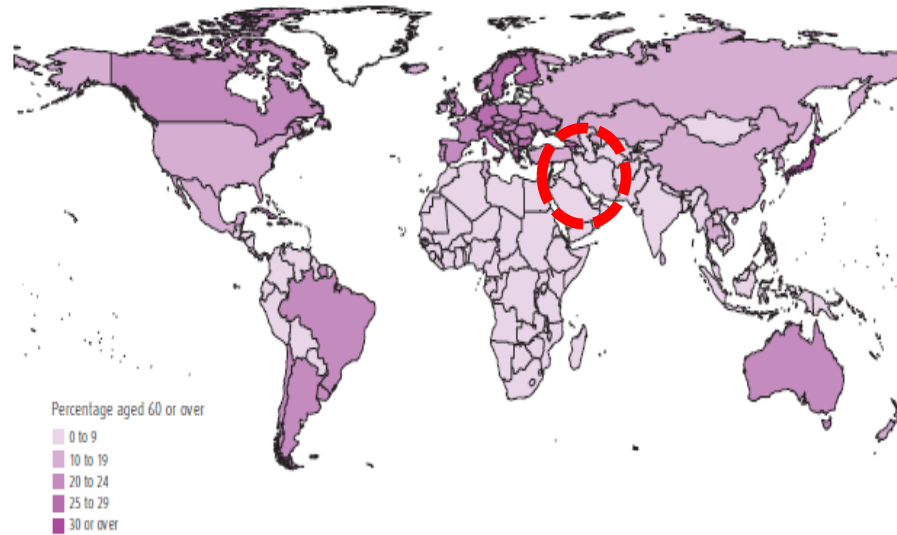 Percentage aged 60 or over
0 to 9
10 to 19
20 to 24
25 to 29
30 or over